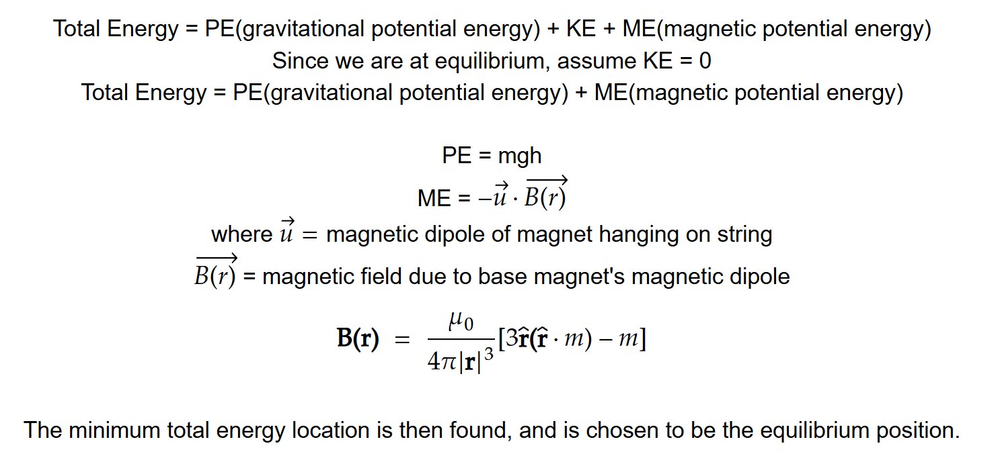 Total Energy = PE(gravitational potential energy) + KE + ME(magnetic potential energy)
Since we are at equilibrium, assume KE = 0
Total Energy = PE(gravitational potential energy) + ME(magnetic potential energy)
PE = mgh
ME = $-\vec{u} \cdot \overrightarrow{B(r)}$
where $\vec{u}$ = magnetic dipole of magnet hanging on string
$\overrightarrow{B(r)}$ = magnetic field due to base magnet's magnetic dipole
$\mathbf{B(r)} = \frac{\mu_0}{4\pi|\mathbf{r}|^3}[3\hat{\mathbf{r}}(\hat{\mathbf{r}} \cdot m) - m]$
The minimum total energy location is then found, and is chosen to be the equilibrium position.